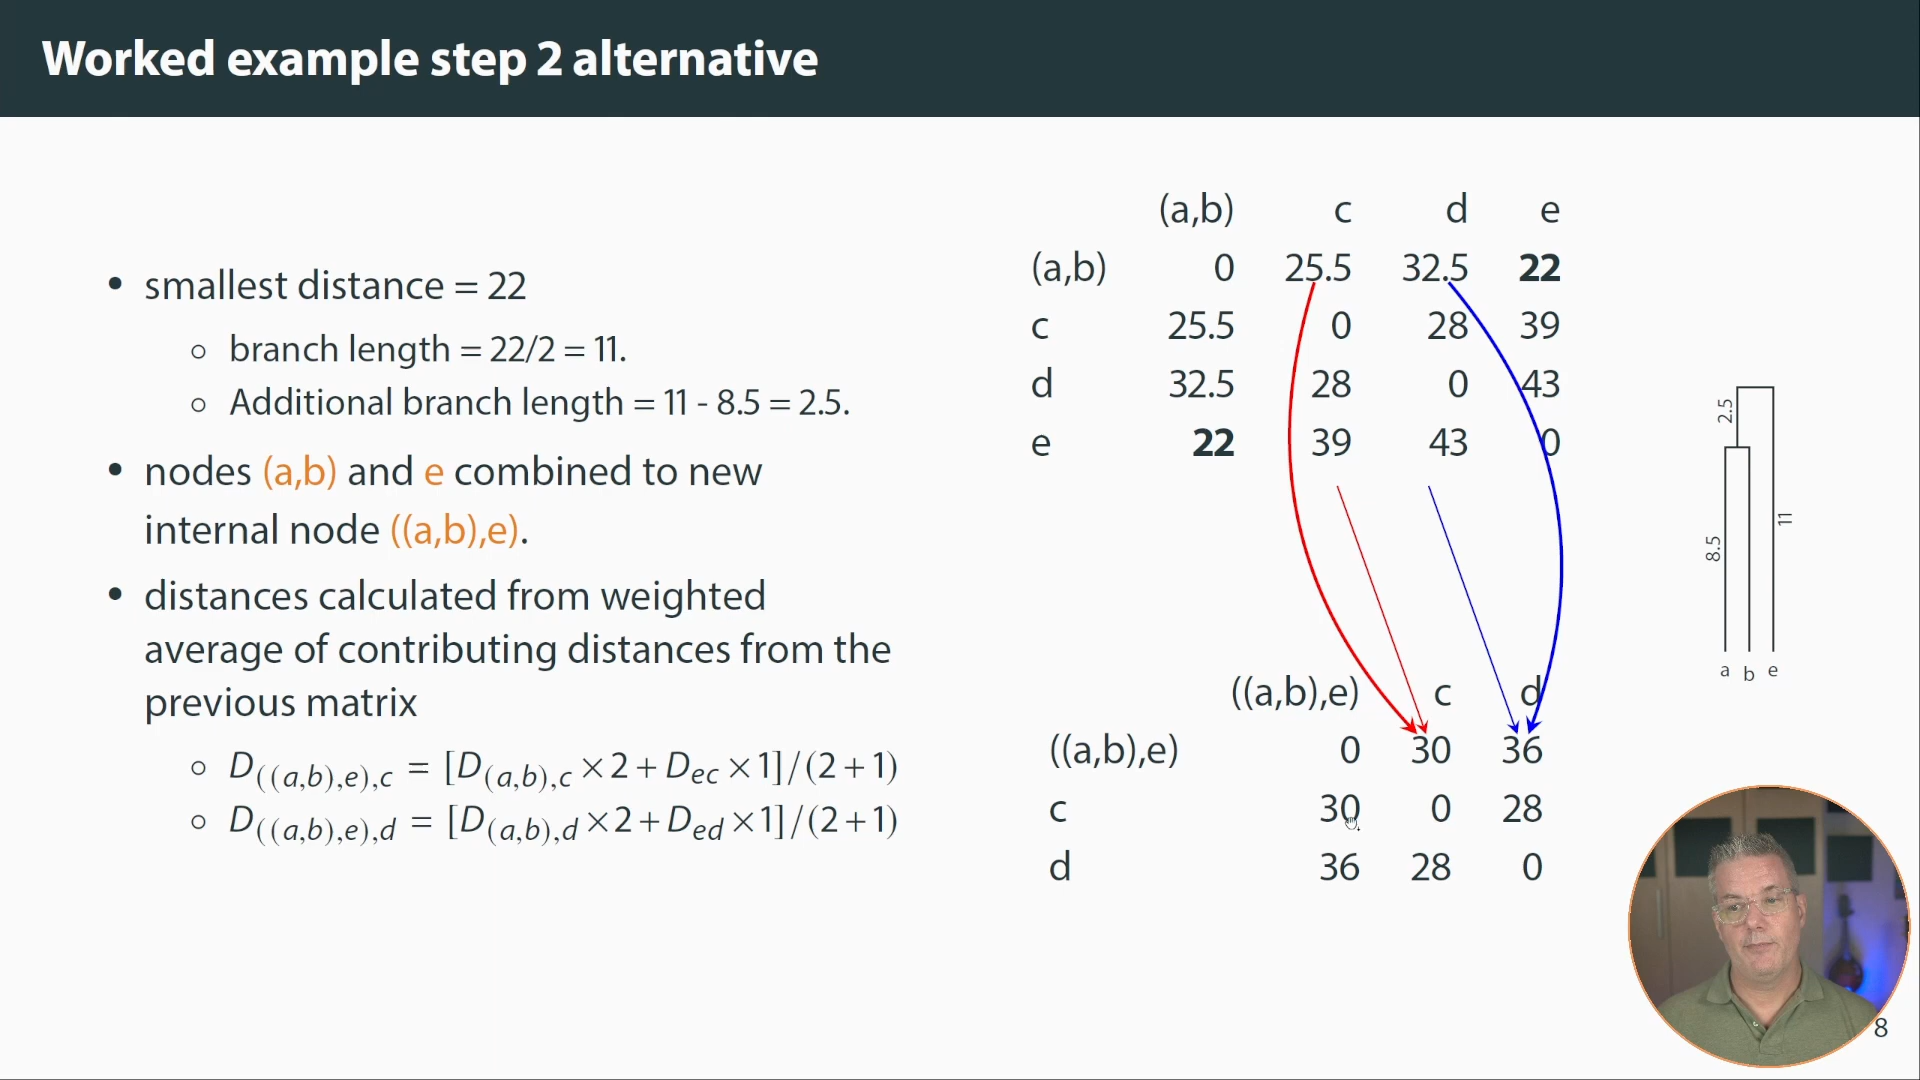 Worked example step 2 alternative
• smallest distance = 22
◦ branch length = 22/2 = 11.
◦ Additional branch length = 11 - 8.5 = 2.5.
• nodes (a,b) and e combined to new
internal node ((a,b),e).
• distances calculated from weighted
average of contributing distances from the
previous matrix
◦ D((a,b),e),c = [D(a,b),c × 2 + Dec × 1]/(2 + 1)
◦ D((a,b),e),d = [D(a,b),d × 2 + Ded × 1]/(2 + 1)
(a,b) c d e
(a,b) 0 25.5 32.5 22
c 25.5 0 28 39
d 32.5 28 0 43
e 22 39 43 0
((a,b),e) c d
((a,b),e) 0 30 36
c 30 0 28
d 36 28 0
2.5
8.5
11
a b e
8